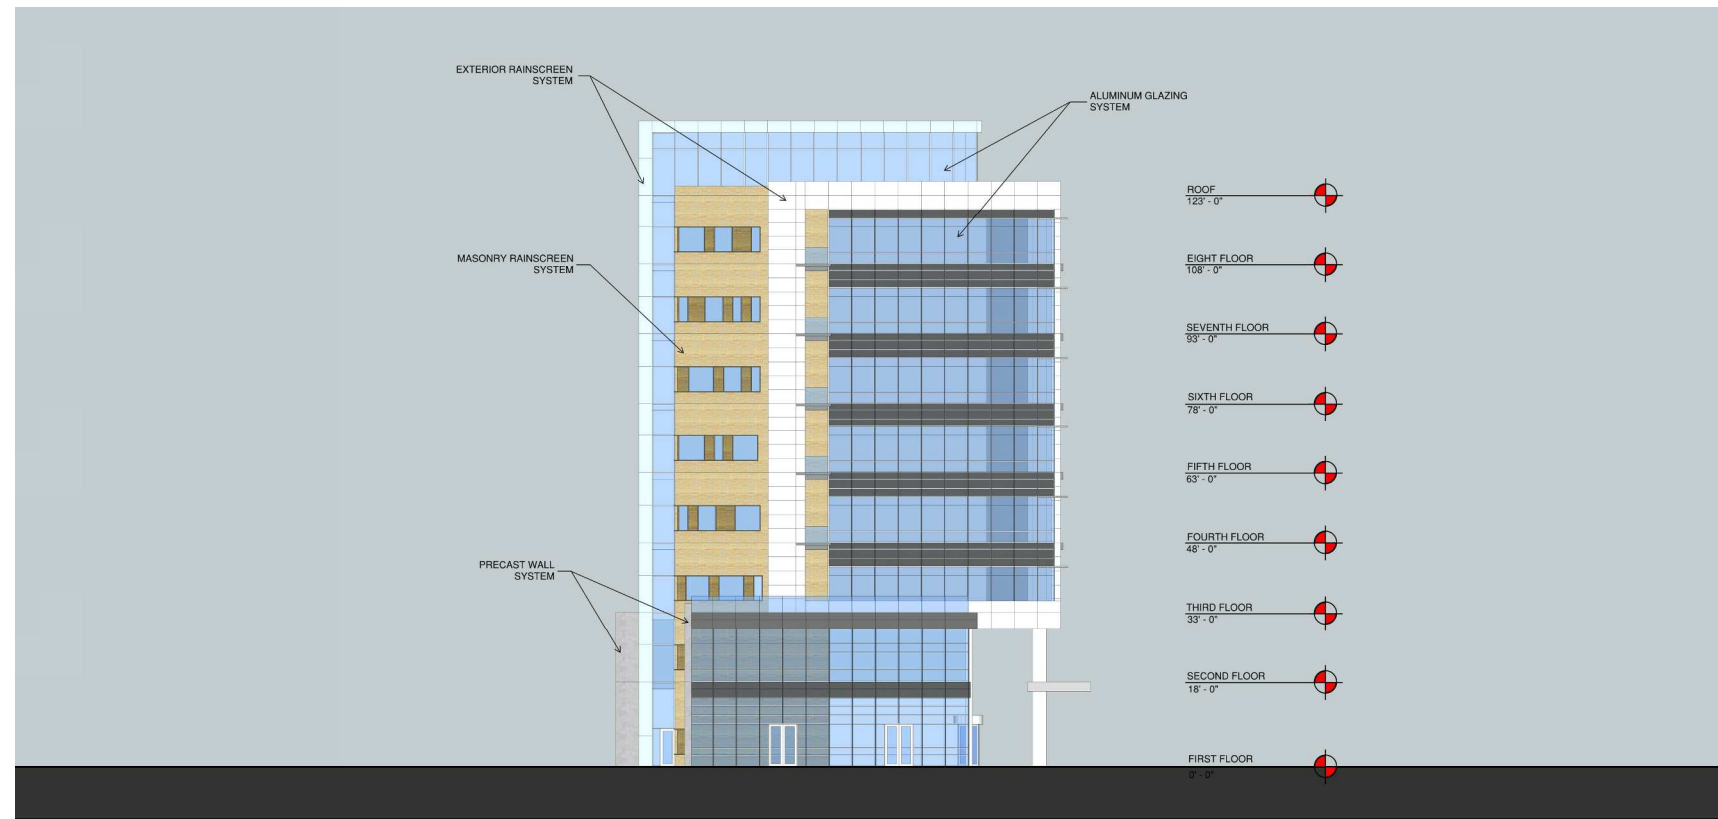 EXTERIOR RAINSCREEN
SYSTEM
ALUMINUM GLAZING
SYSTEM
MASONRY RAINSCREEN
SYSTEM
PRECAST WALL
SYSTEM
ROOF
123' - 0"
EIGHT FLOOR
108' - 0"
SEVENTH FLOOR
93' - 0"
SIXTH FLOOR
78' - 0"
FIFTH FLOOR
63' - 0"
FOURTH FLOOR
48' - 0"
THIRD FLOOR
33' - 0"
SECOND FLOOR
18' - 0"
FIRST FLOOR
0' - 0"